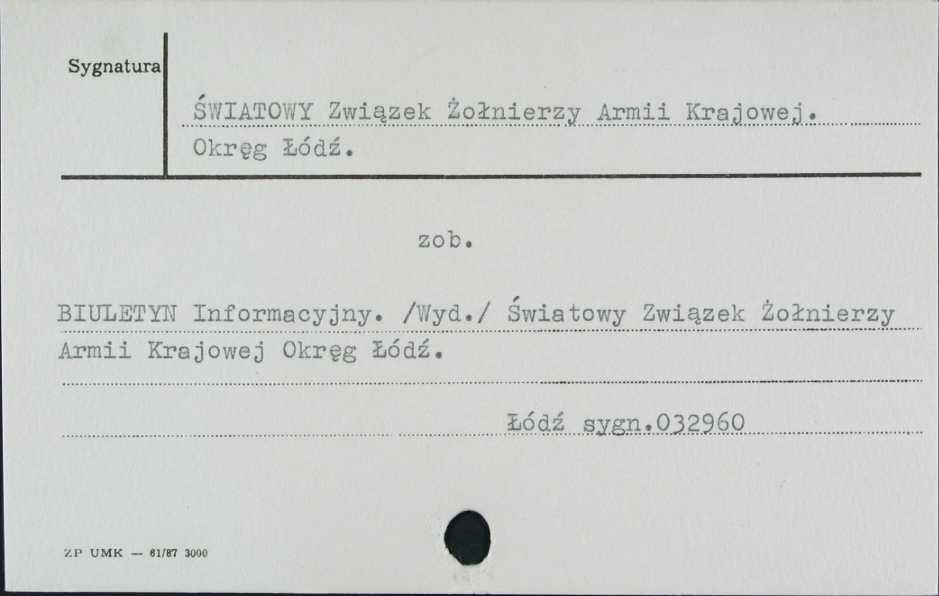 Sygnatura
ŚWIATOWY Związek Żołnierzy Armii Krajowej.
Okręg Łódź.
zob.
BIULETYN Informacyjny. /Wyd./ Światowy Związek Żołnierzy
Armii Krajowej Okręg Łódź.
Łódź sygn.032960
ZP UMK — 61/87 3000